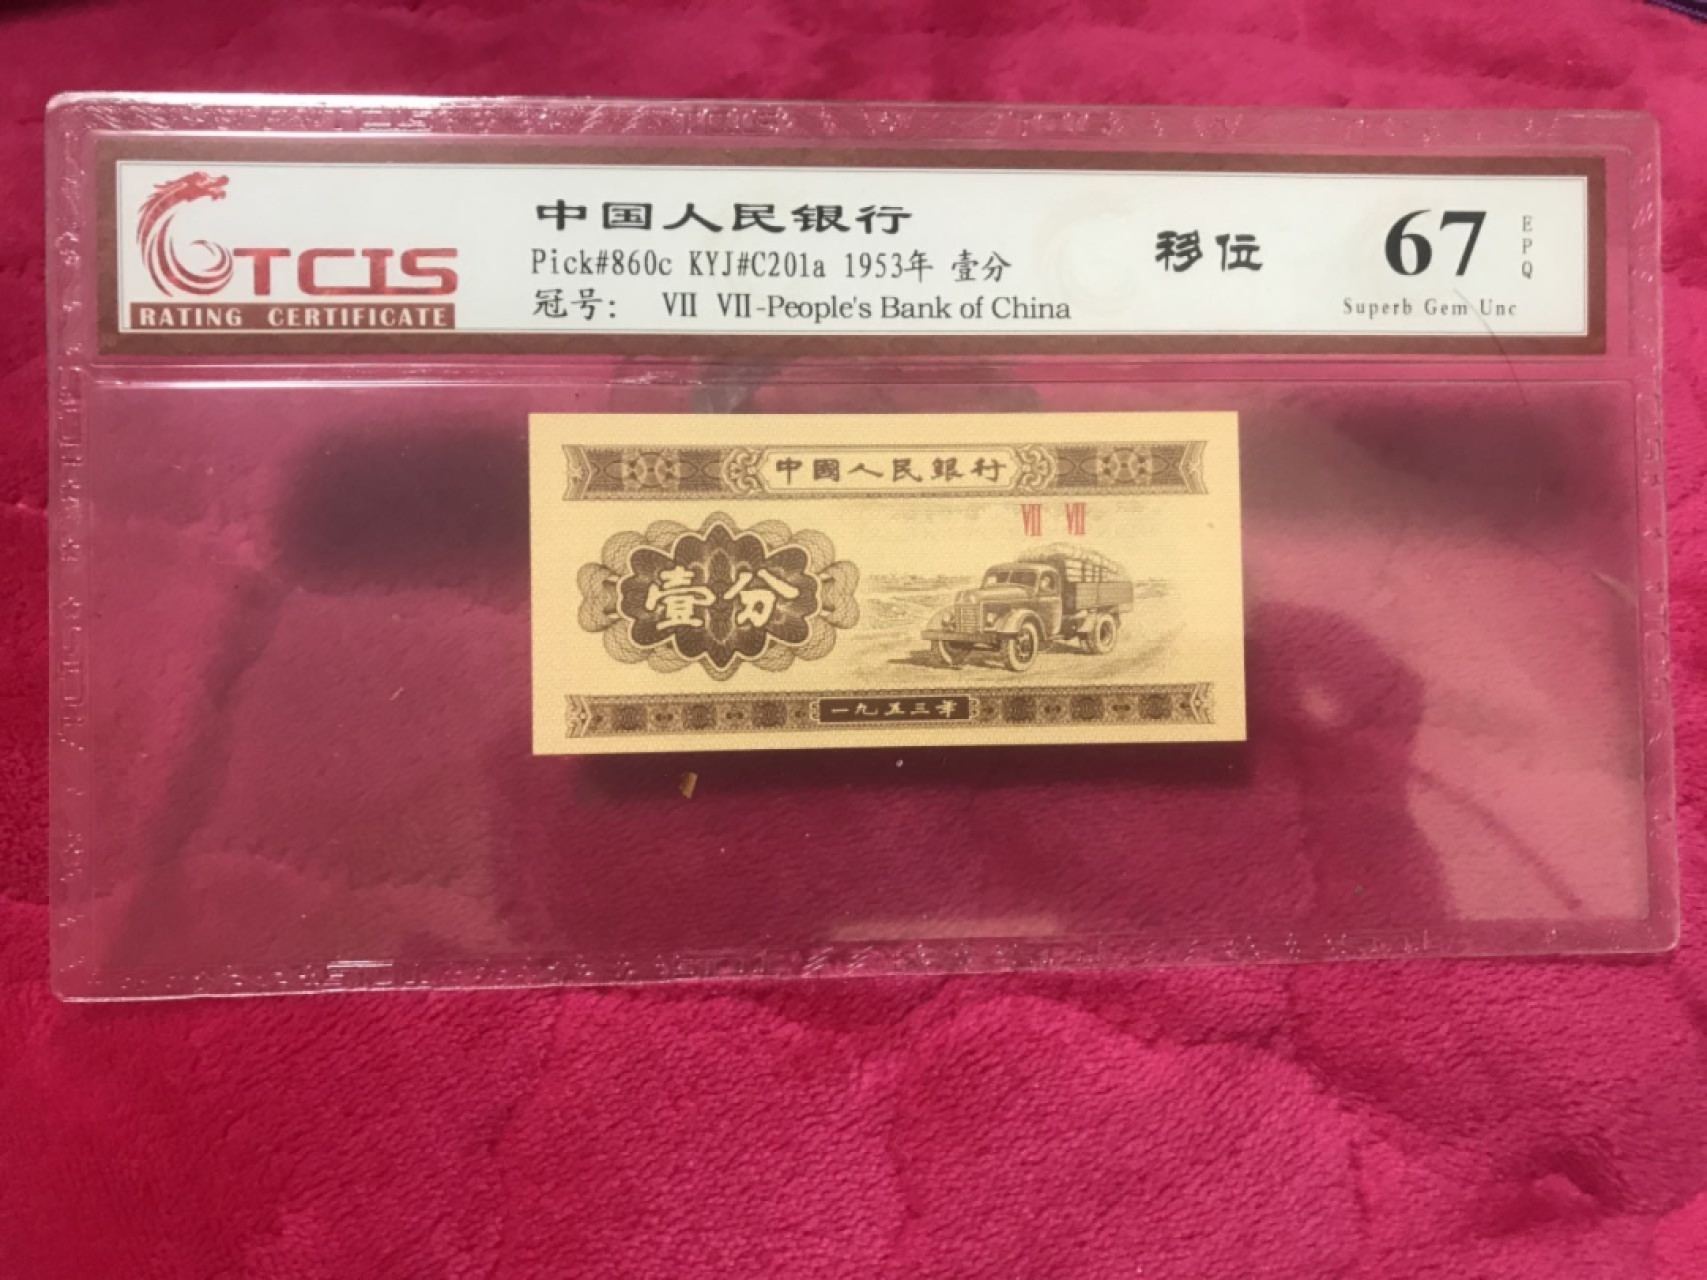 TCIS
RATING CERTIFICATE
中国人民银行
Pick#860c KYJ#C201a 1953年 壹分
冠号: VII VII-People's Bank of China
移位
67
EPQ
Superb Gem Unc
中國人民銀行
VII VII
壹分
一九五三年